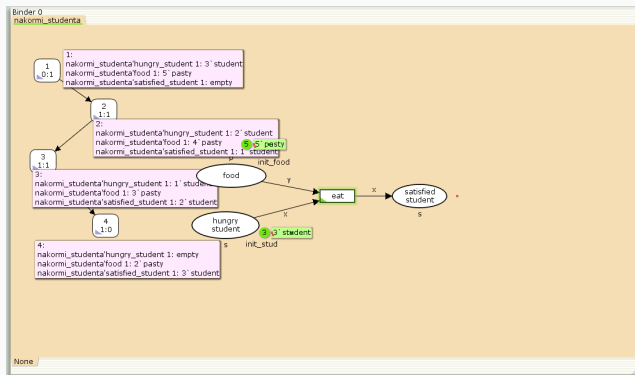 Binder 0
nakormi_studenta
1
0:1
1:
nakormi_studenta'hungry_student 1: 3`student
nakormi_studenta'food 1: 5`pasty
nakormi_studenta'satisfied_student 1: empty
2
1:1
2:
nakormi_studenta'hungry_student 1: 2`student
nakormi_studenta'food 1: 4`pasty
nakormi_studenta'satisfied_student 1: 1`student
5 5`pasty
init_food
3
1:1
3:
nakormi_studenta'hungry_student 1: 1`student
nakormi_studenta'food 1: 3`pasty
nakormi_studenta'satisfied_student 1: 2`student
food
y
eat
x
satisfied
student
s
x
hungry
student
s
3 3`student
init_stud
4
1:0
4:
nakormi_studenta'hungry_student 1: empty
nakormi_studenta'food 1: 2`pasty
nakormi_studenta'satisfied_student 1: 3`student
None